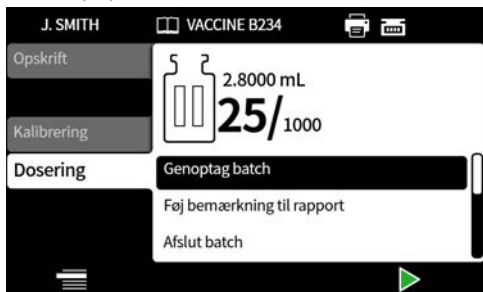 J. SMITH VACCINE B234
Opskrift
Kalibrering
Dosering
2.8000 mL
25/1000
Genoptag batch
Føj bemærkning til rapport
Afslut batch